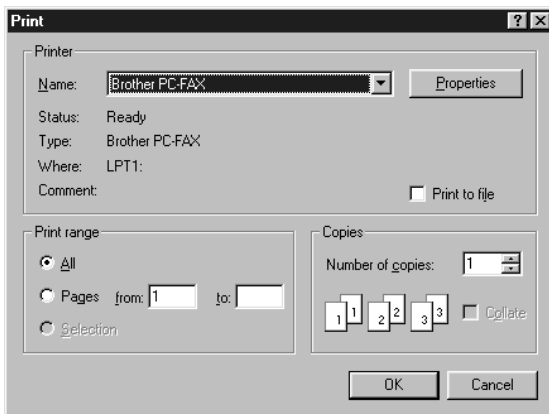 Print
Printer
Name: Brother PC-FAX Properties
Status: Ready
Type: Brother PC-FAX
Where: LPT1:
Comment: Print to file
Print range
All
Pages from: 1 to:
Selection
Copies
Number of copies: 1
1 1 2 2 3 3 Collate
OK Cancel